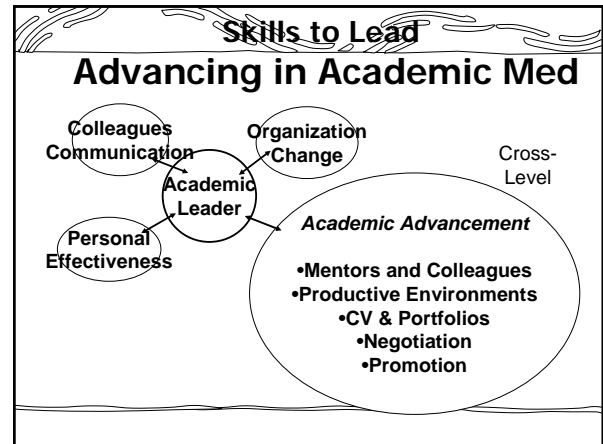 Skills to Lead
Advancing in Academic Med
Colleagues
Communication
Organization
Change
Cross-
Level
Academic
Leader
Personal
Effectiveness
Academic Advancement
•Mentors and Colleagues
•Productive Environments
•CV & Portfolios
•Negotiation
•Promotion